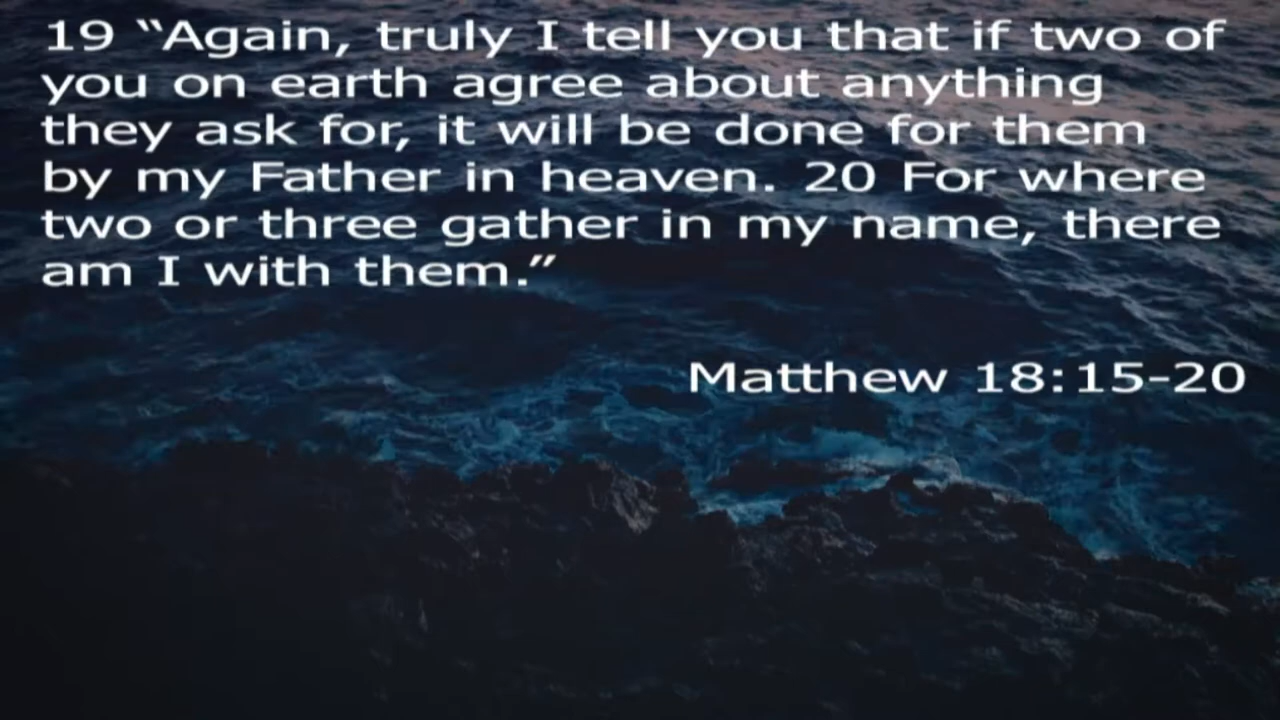 19 “Again, truly I tell you that if two of
you on earth agree about anything
they ask for, it will be done for them
by my Father in heaven. 20 For where
two or three gather in my name, there
am I with them.”
Matthew 18:15-20